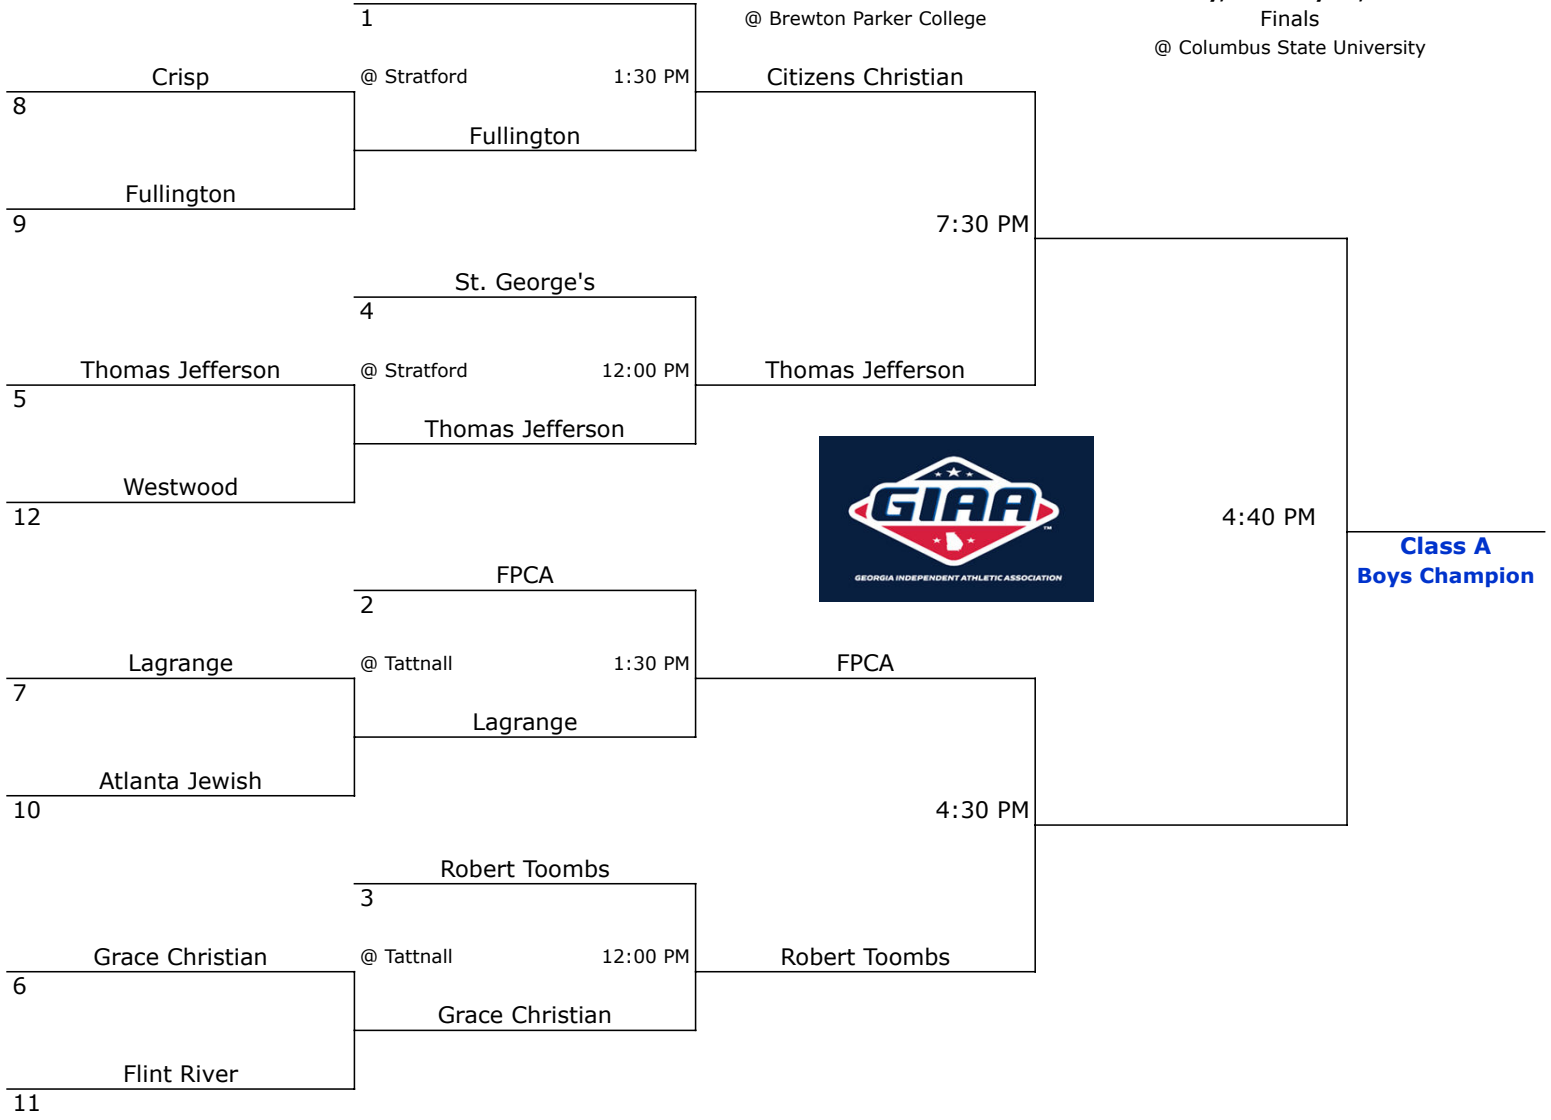 1
@ Brewton Parker College
Finals
@ Columbus State University
Crisp
@ Stratford
1:30 PM
Citizens Christian
8
Fullington
Fullington
9
7:30 PM
St. George's
4
Thomas Jefferson
@ Stratford
12:00 PM
Thomas Jefferson
5
Thomas Jefferson
Westwood
12
GIAA
TM
GEORGIA INDEPENDENT ATHLETIC ASSOCIATION
4:40 PM
Class A
Boys Champion
FPCA
2
Lagrange
@ Tattnall
1:30 PM
FPCA
7
Lagrange
Atlanta Jewish
10
4:30 PM
Robert Toombs
3
Grace Christian
@ Tattnall
12:00 PM
Robert Toombs
6
Grace Christian
Flint River
11